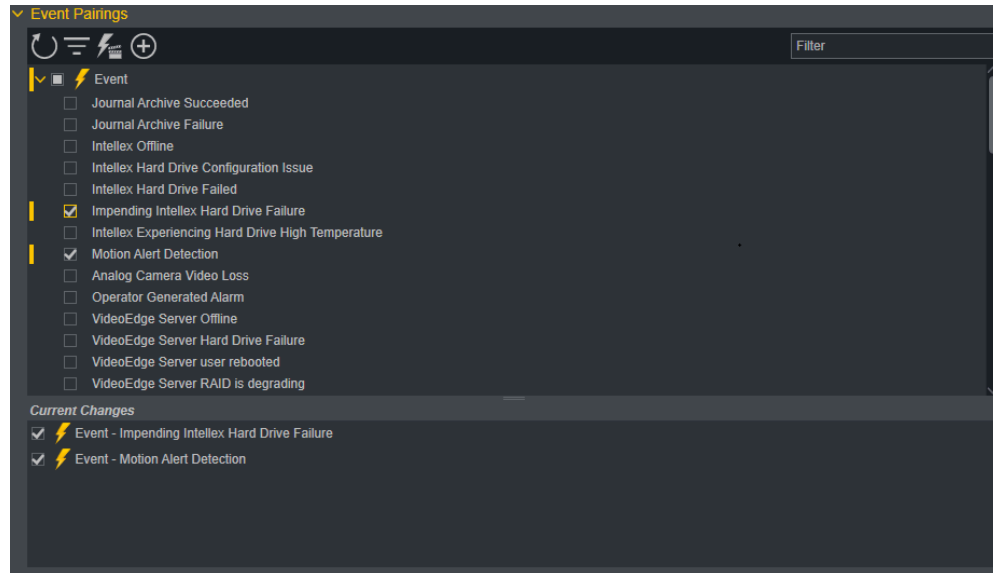 Event Pairings
Filter
Event
Journal Archive Succeeded
Journal Archive Failure
Intellex Offline
Intellex Hard Drive Configuration Issue
Intellex Hard Drive Failed
Impending Intellex Hard Drive Failure
Intellex Experiencing Hard Drive High Temperature
Motion Alert Detection
Analog Camera Video Loss
Operator Generated Alarm
VideoEdge Server Offline
VideoEdge Server Hard Drive Failure
VideoEdge Server user rebooted
VideoEdge Server RAID is degrading
Current Changes
Event - Impending Intellex Hard Drive Failure
Event - Motion Alert Detection